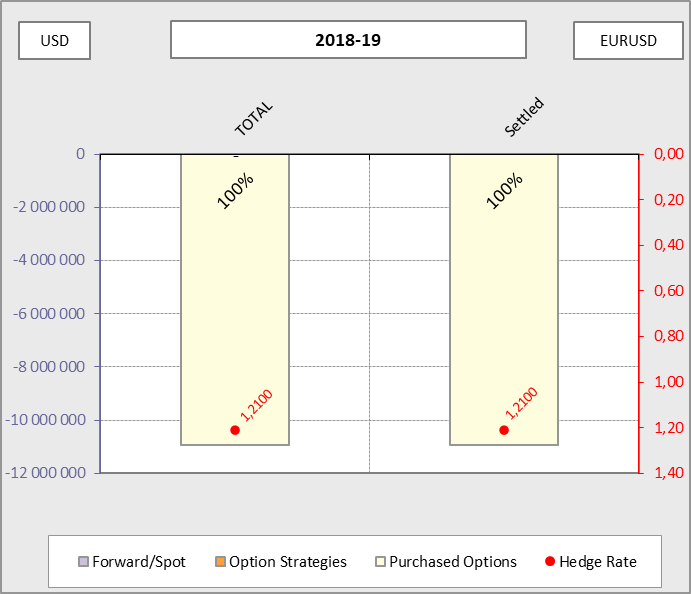 USD
2018-19
EURUSD
TOTAL
Settled
0
-2 000 000
-4 000 000
-6 000 000
-8 000 000
-10 000 000
-12 000 000
100%
100%
1,2100
1,2100
0,00
0,20
0,40
0,60
0,80
1,00
1,20
1,40
Forward/Spot
Option Strategies
Purchased Options
Hedge Rate